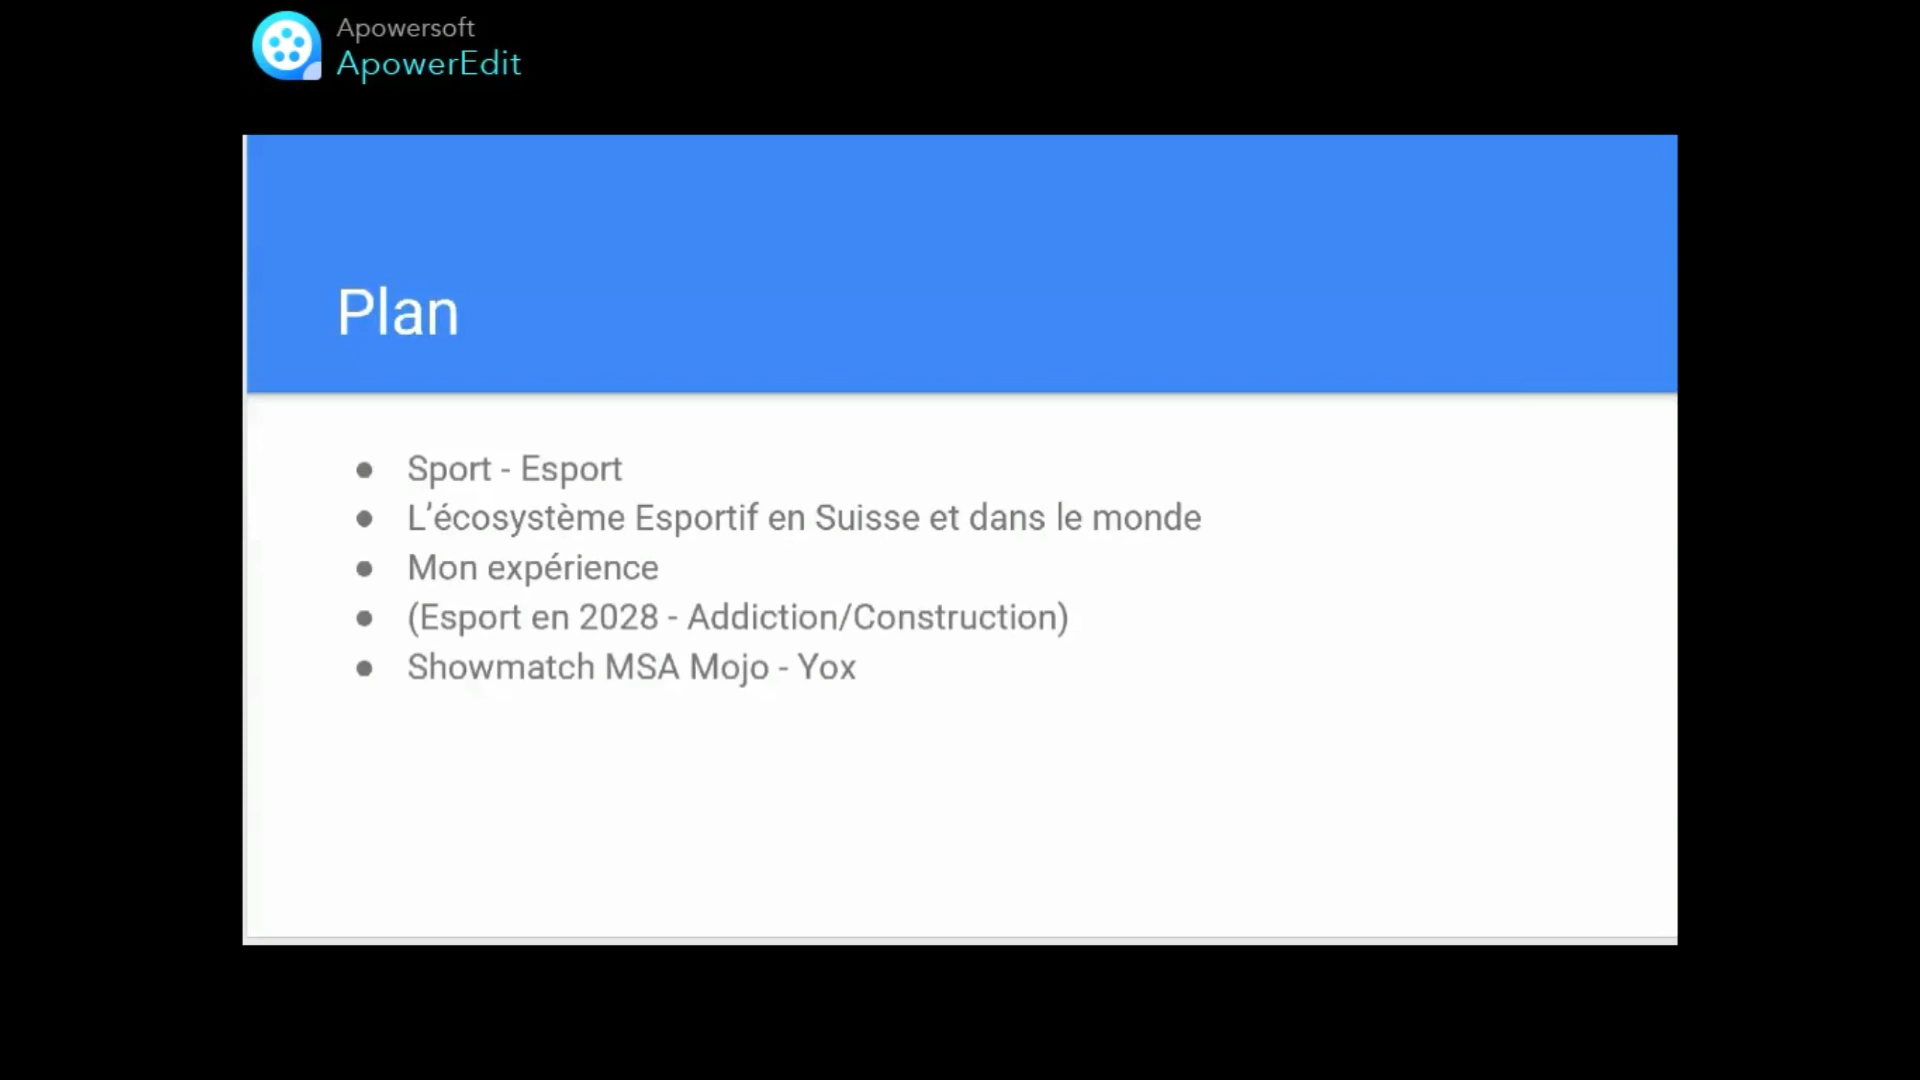 Apowersoft
ApowerEdit
Plan
● Sport - Esport
● L’écosystème Esportif en Suisse et dans le monde
● Mon expérience
● (Esport en 2028 - Addiction/Construction)
● Showmatch MSA Mojo - Yox